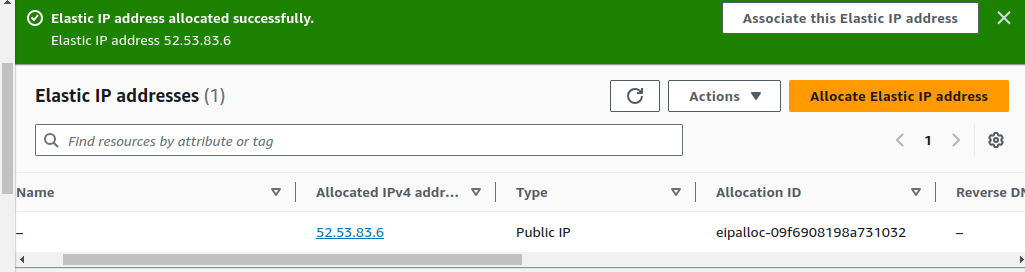 Elastic IP address allocated successfully.
Elastic IP address 52.53.83.6
Associate this Elastic IP address
Elastic IP addresses (1)
Actions
Allocate Elastic IP address
Find resources by attribute or tag
1
Name
Allocated IPv4 addr...
Type
Allocation ID
Reverse DN
–
52.53.83.6
Public IP
eipalloc-09f6908198a731032
–